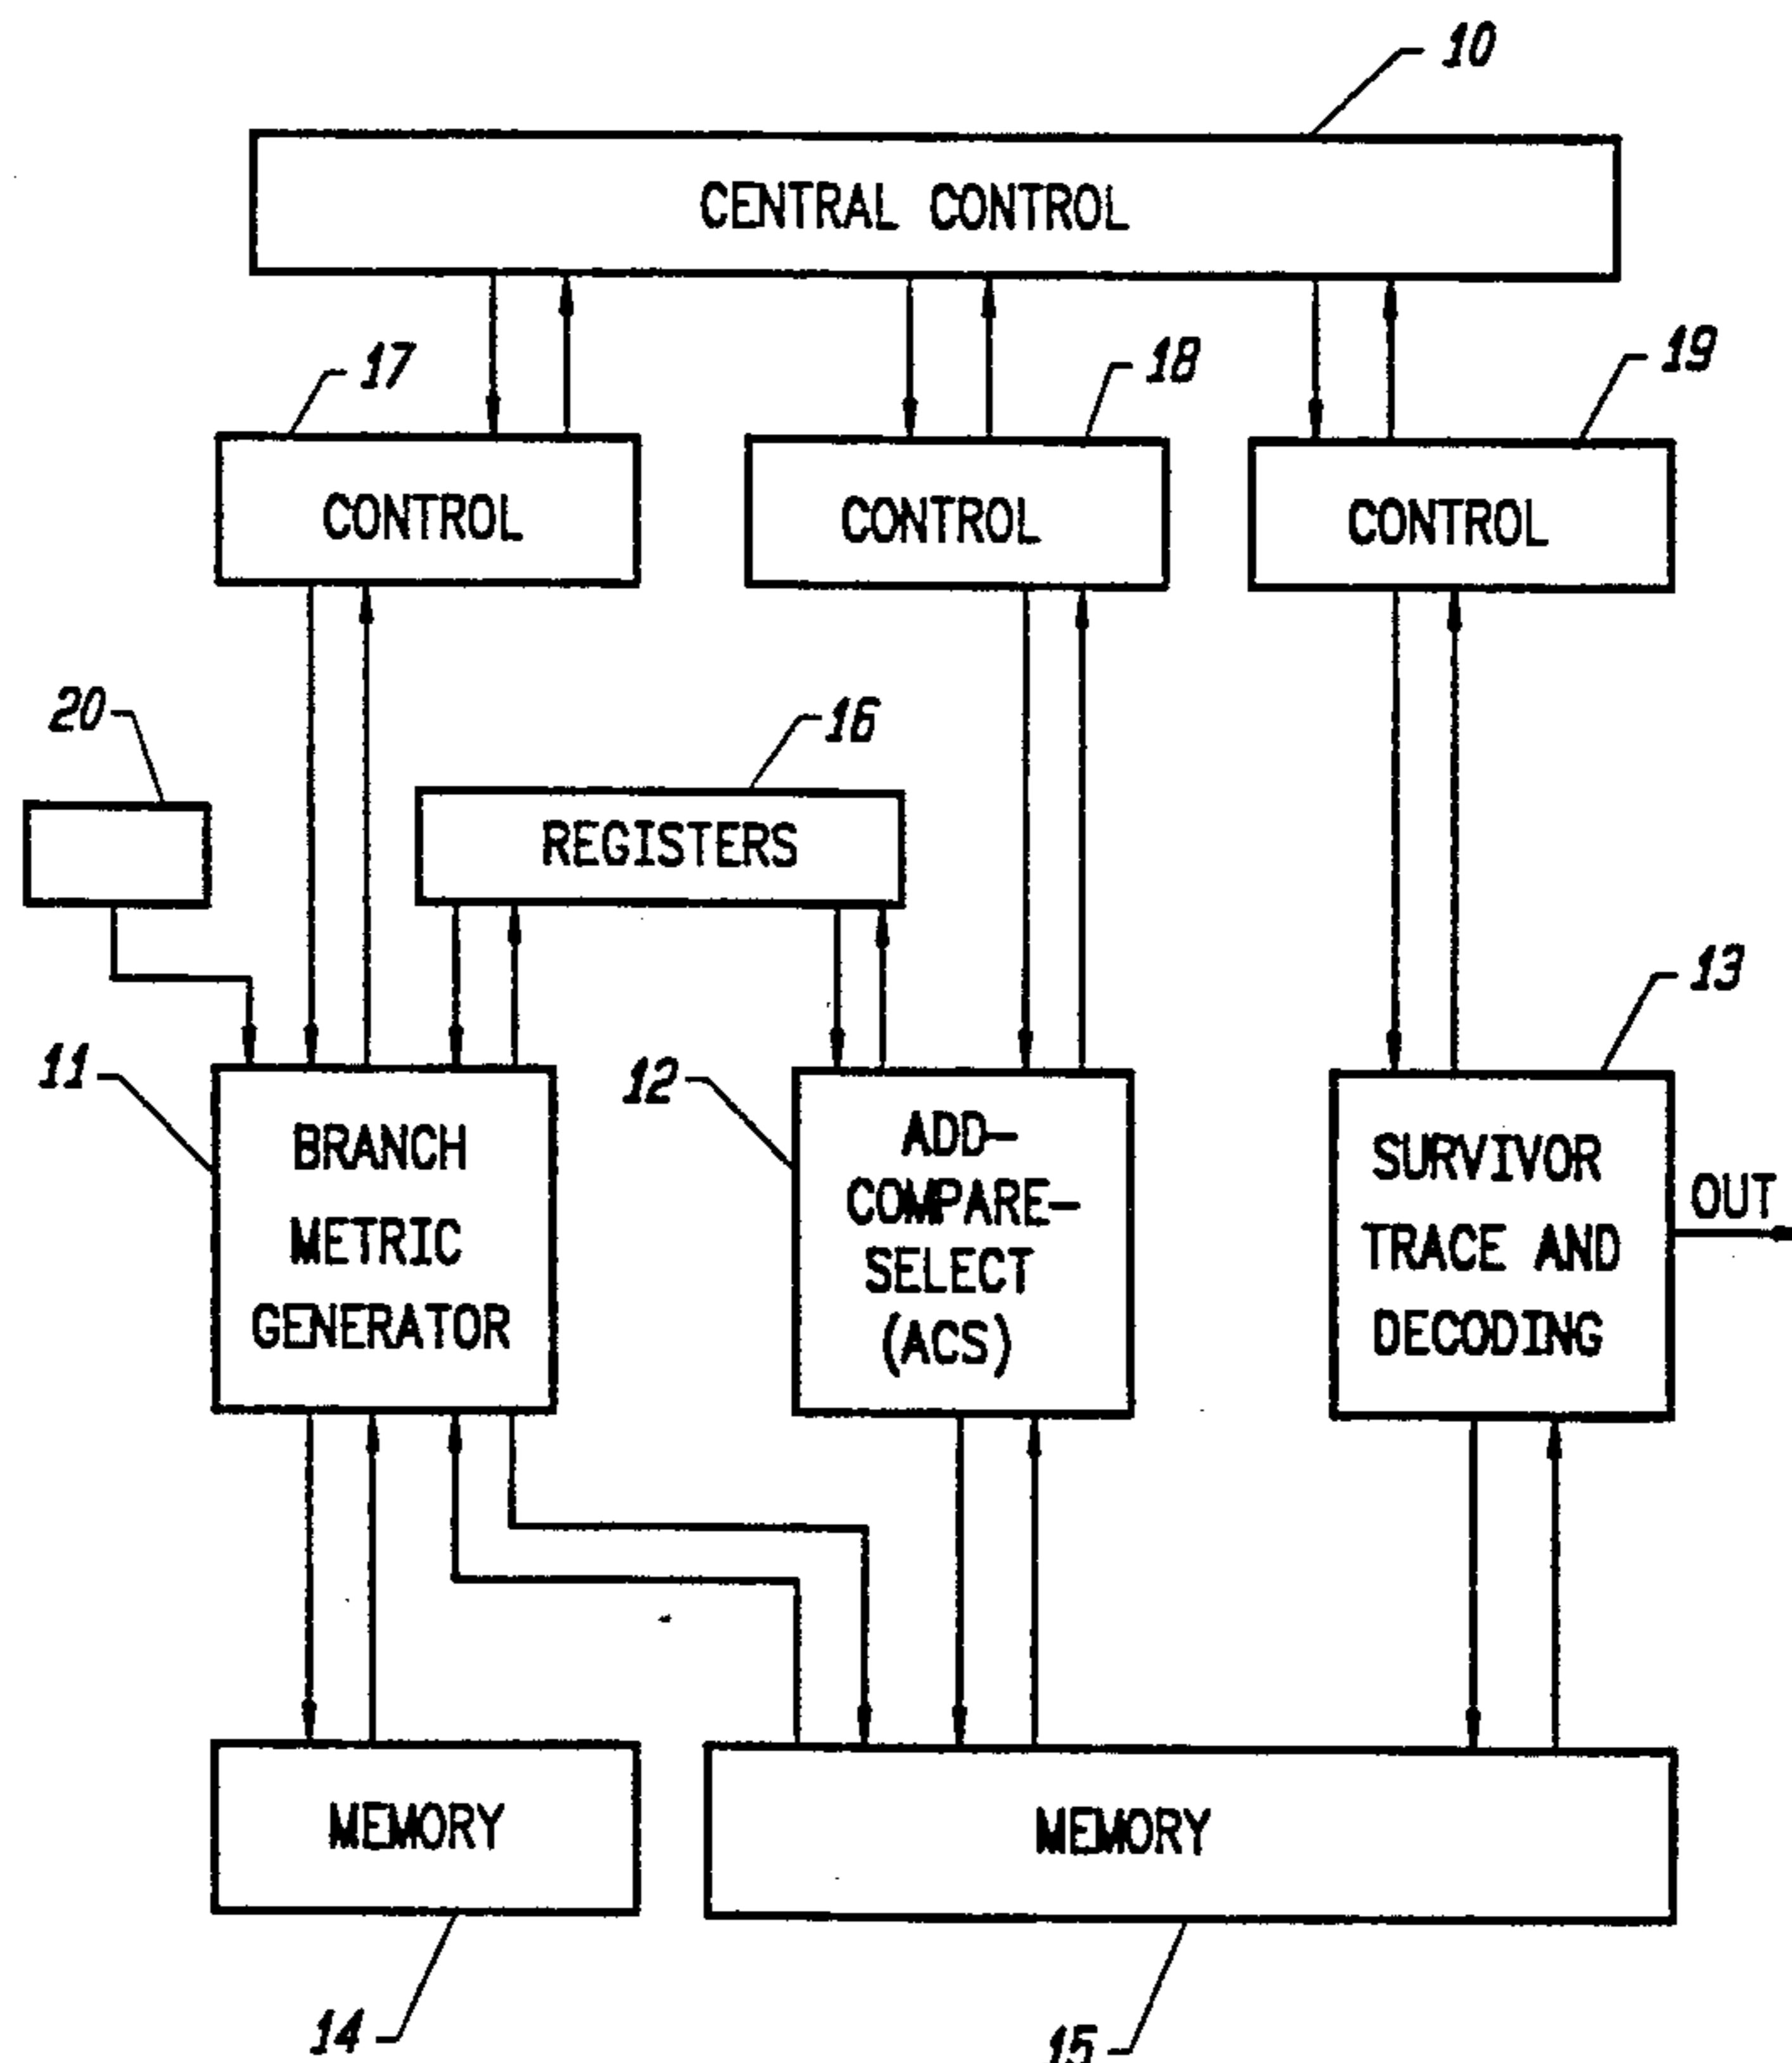 10
CENTRAL CONTROL
17
18
19
CONTROL
CONTROL
CONTROL
20
16
REGISTERS
13
11
12
BRANCH
METRIC
GENERATOR
ADD-
COMPARE-
SELECT
(ACS)
SURVIVOR
TRACE AND
DECODING
OUT
MEMORY
MEMORY
14
15